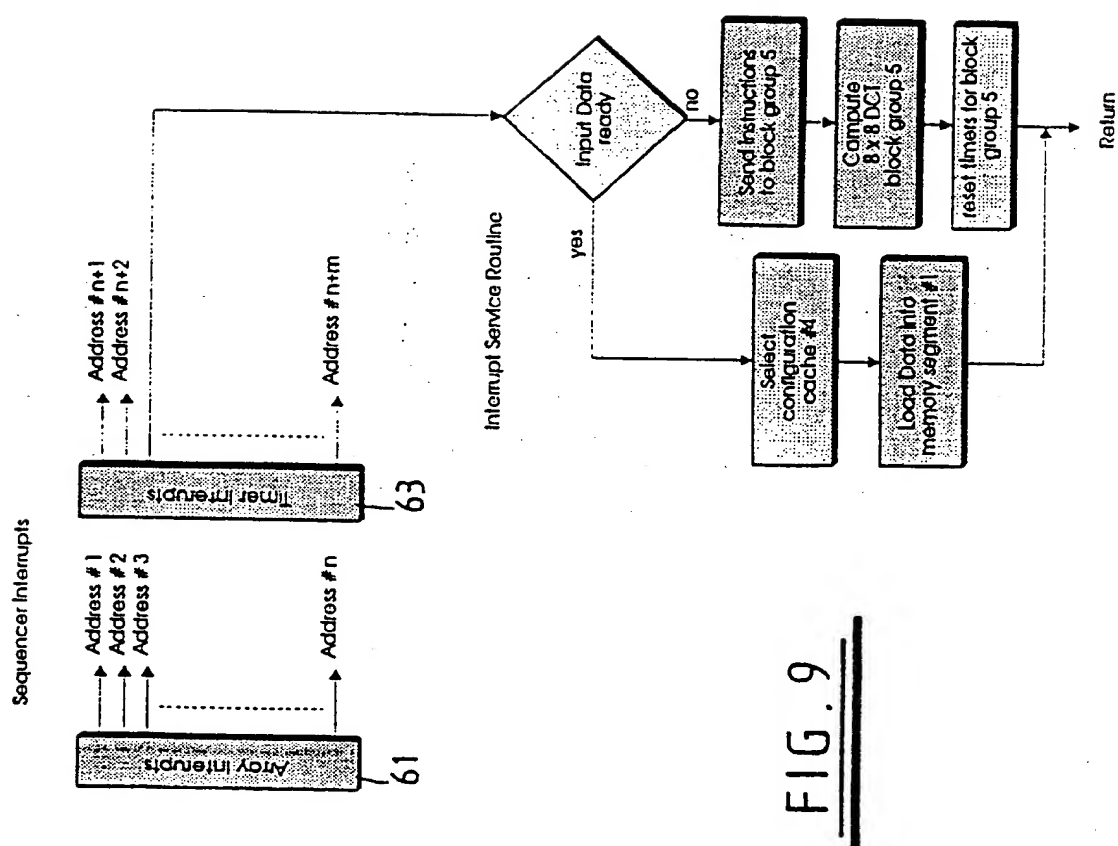 Sequencer Interrupts
Array Interrupts
61
Address #1
Address #2
Address #3
Address #n
Timer Interrupts
63
Address #n+1
Address #n+2
Address #n+m
Interrupt Service Routine
Input Data
ready
yes
no
Select
configuration
cache #4
Load Data into
memory segment #1
Send Instructions
to block group 5
Compute
8 x 8 DCT
block group 5
reset timers for block
group 5
Return
FIG. 9